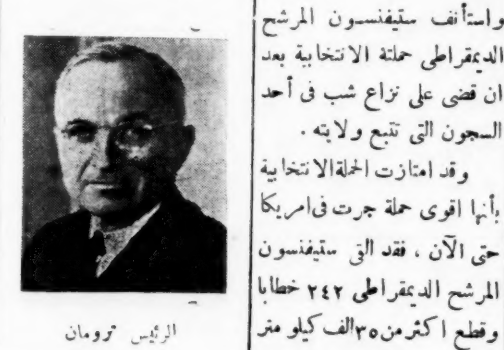 واستأنف ستيفنسون المرشح
الديمقراطى حملتة الانتخابية بعد
ان قضى على نزاع شب فى أحد
السجون التى تتبع ولايته .
وقد امتازت الحملة الانتخابية
بأنها اقوى حملة جرت فى امريكا
حتى الآن ، فقد القى ستيفنسون
المرشح الديمقراطى ٢٤٢ خطابا
وقطع اكثر من ٣٥ الف كيلو متر
الرئيس ترومان